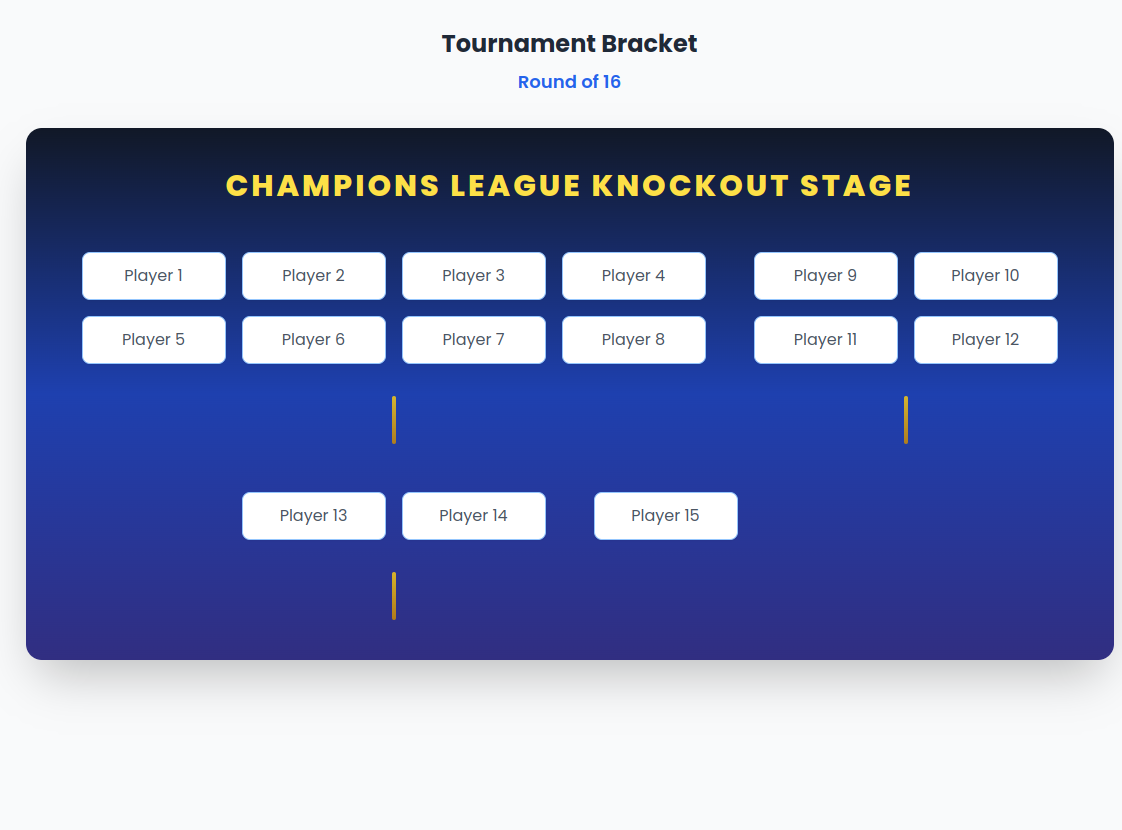 Tournament Bracket
Round of 16
CHAMPIONS LEAGUE KNOCKOUT STAGE
Player 1 Player 2 Player 3 Player 4 Player 9 Player 10
Player 5 Player 6 Player 7 Player 8 Player 11 Player 12
Player 13 Player 14 Player 15